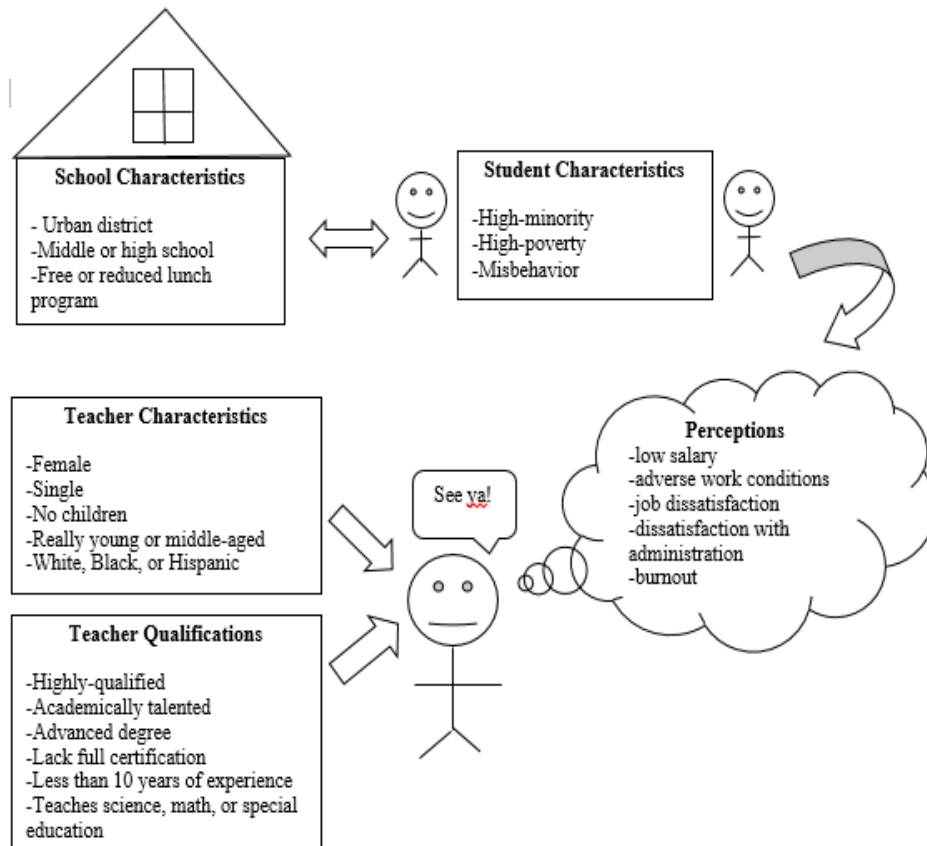 School Characteristics
- Urban district
-Middle or high school
-Free or reduced lunch
program
Student Characteristics
-High-minority
-High-poverty
-Misbehavior
Teacher Characteristics
-Female
-Single
-No children
-Really young or middle-aged
-White, Black, or Hispanic
See ya!
Perceptions
-low salary
-adverse work conditions
-job dissatisfaction
-dissatisfaction with
administration
-burnout
Teacher Qualifications
-Highly-qualified
-Academically talented
-Advanced degree
-Lack full certification
-Less than 10 years of experience
-Teaches science, math, or special
education